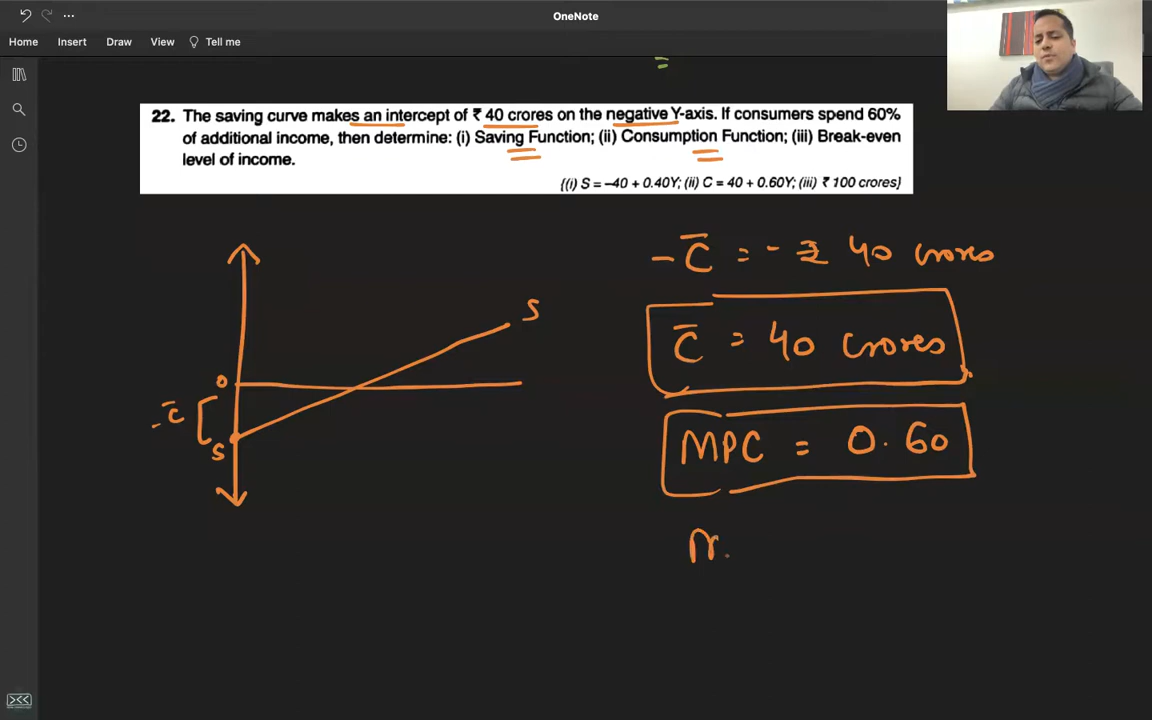 OneNote
Home Insert Draw View Tell me
=
22. The saving curve makes an intercept of ₹ 40 crores on the negative Y-axis. If consumers spend 60%
of additional income, then determine: (i) Saving Function; (ii) Consumption Function; (iii) Break-even
level of income.
{(i) S = –40 + 0.40Y; (ii) C = 40 + 0.60Y; (iii) ₹ 100 crores}
- C̅ = - ₹ 40 crores
S
C̅ = 40 crores
O
- C̅
S
MPC = 0.60
M